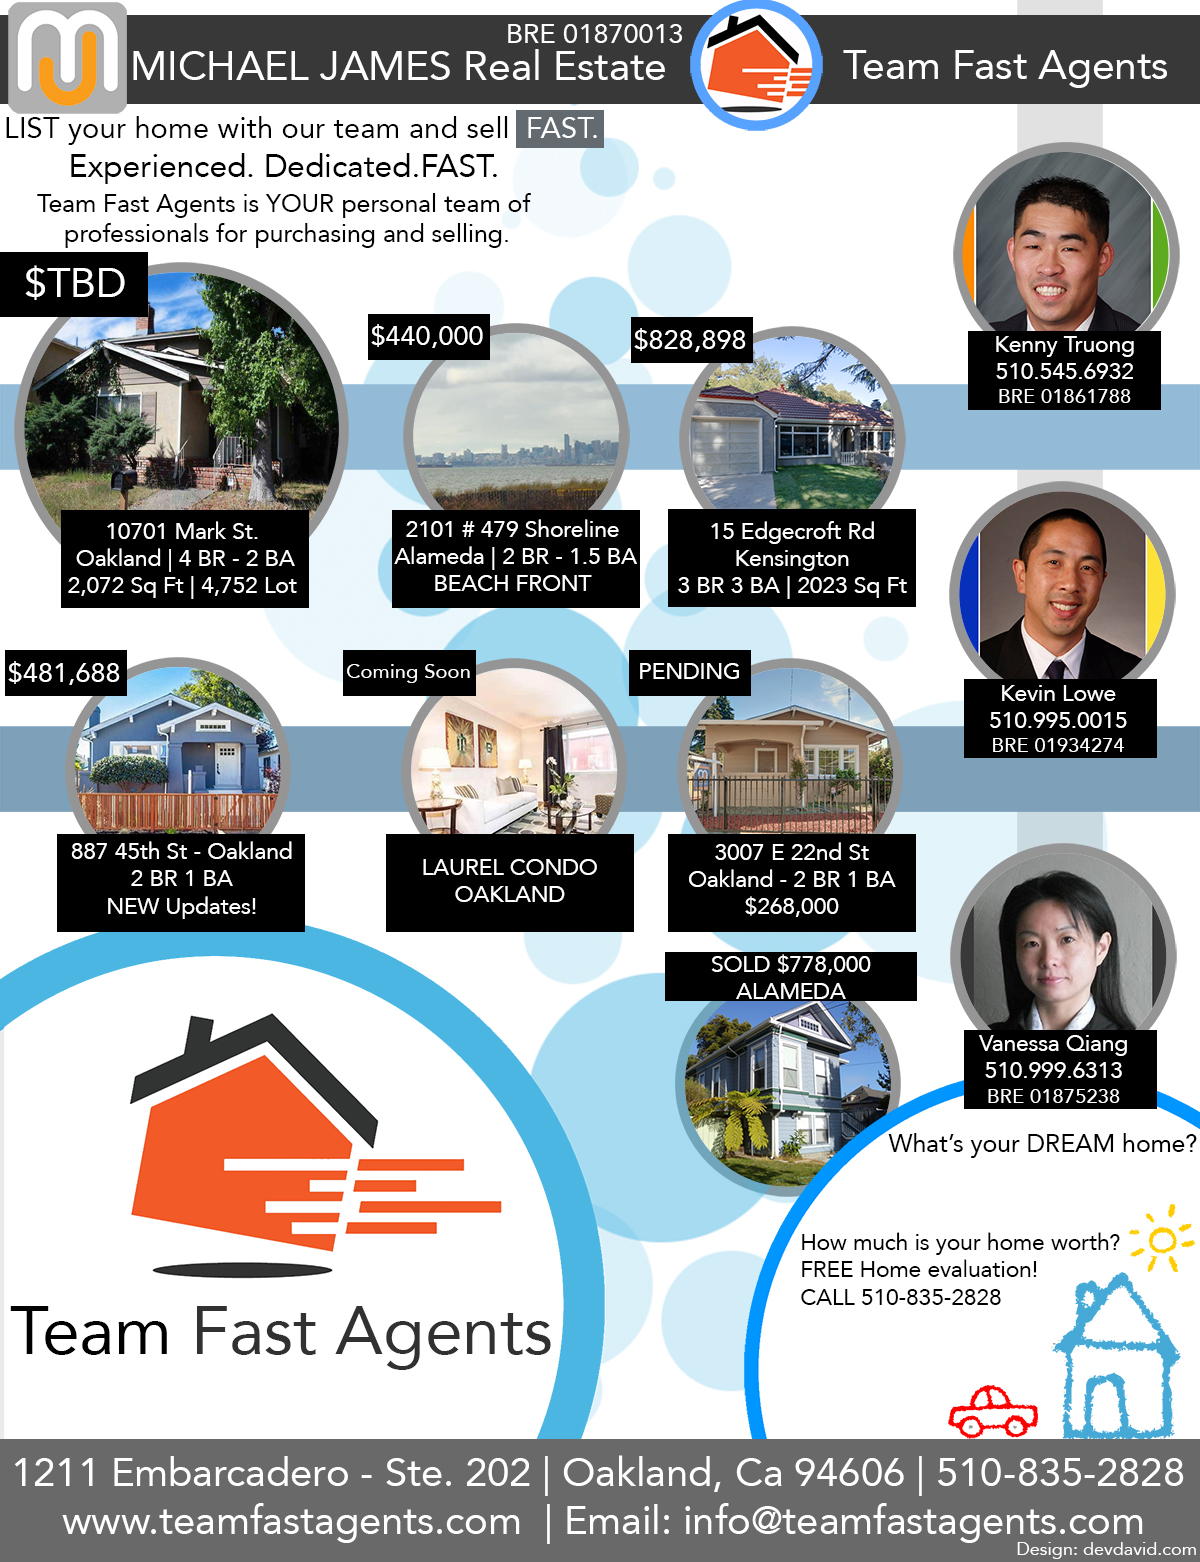 BRE 01870013
MICHAEL JAMES Real Estate
Team Fast Agents
LIST your home with our team and sell FAST.
Experienced. Dedicated.FAST.
Team Fast Agents is YOUR personal team of
professionals for purchasing and selling.
$TBD
10701 Mark St.
Oakland | 4 BR - 2 BA
2,072 Sq Ft | 4,752 Lot
$440,000
2101 # 479 Shoreline
Alameda | 2 BR - 1.5 BA
BEACH FRONT
$828,898
15 Edgecroft Rd
Kensington
3 BR 3 BA | 2023 Sq Ft
Kenny Truong
510.545.6932
BRE 01861788
Kevin Lowe
510.995.0015
BRE 01934274
$481,688
887 45th St - Oakland
2 BR 1 BA
NEW Updates!
Coming Soon
LAUREL CONDO
OAKLAND
PENDING
3007 E 22nd St
Oakland - 2 BR 1 BA
$268,000
SOLD $778,000
ALAMEDA
Vanessa Qiang
510.999.6313
BRE 01875238
Team Fast Agents
What's your DREAM home?
How much is your home worth?
FREE Home evaluation!
CALL 510-835-2828
1211 Embarcadero - Ste. 202 | Oakland, Ca 94606 | 510-835-2828
www.teamfastagents.com | Email: info@teamfastagents.com
Design: devdavid.com